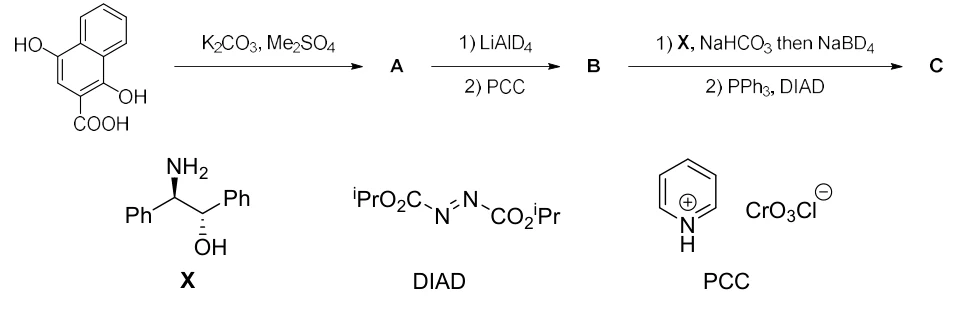 HO
OH
COOH
K2CO3, Me2SO4
A
1) LiAlD4
2) PCC
B
1) X, NaHCO3 then NaBD4
2) PPh3, DIAD
C
NH2
Ph
Ph
OH
X
iPrO2C
N
N
CO2iPr
DIAD
N
H
+
CrO3Cl
−
PCC